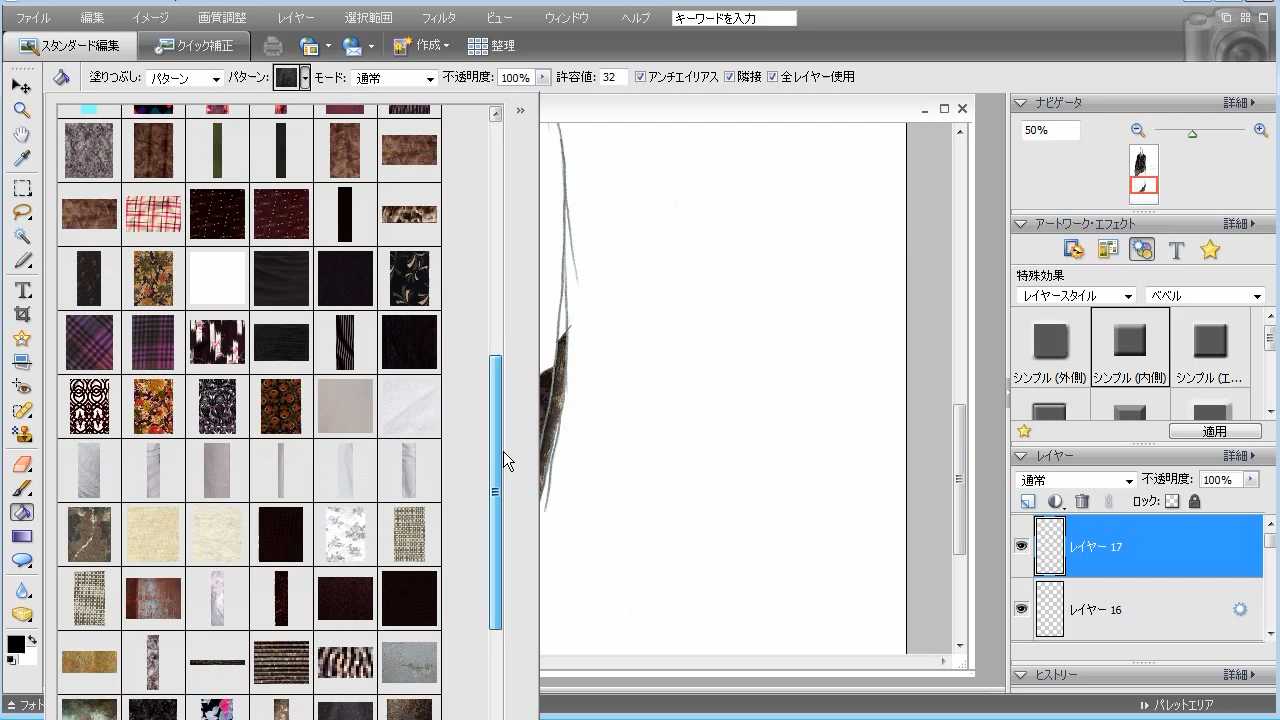 ファイル 編集 イメージ 画質調整 レイヤー 選択範囲 フィルタ ビュー ウィンドウ ヘルプ キーワードを入力
スタンダード編集 クイック補正 作成 整理
塗りつぶし: パターン パターン: モード: 通常 不透明度: 100% 許容値: 32 アンチエイリアス 隣接 全レイヤー使用
ナビゲータ 詳細
50%
アートワーク・エフェクト 詳細
特殊効果
レイヤースタイル ベベル
シンプル (外側) シンプル (内側) シンプル (エ...
適用
レイヤー 詳細
通常 不透明度: 100%
ロック:
レイヤー 17
レイヤー 16
ヒストリー 詳細
フォト
パレットエリア